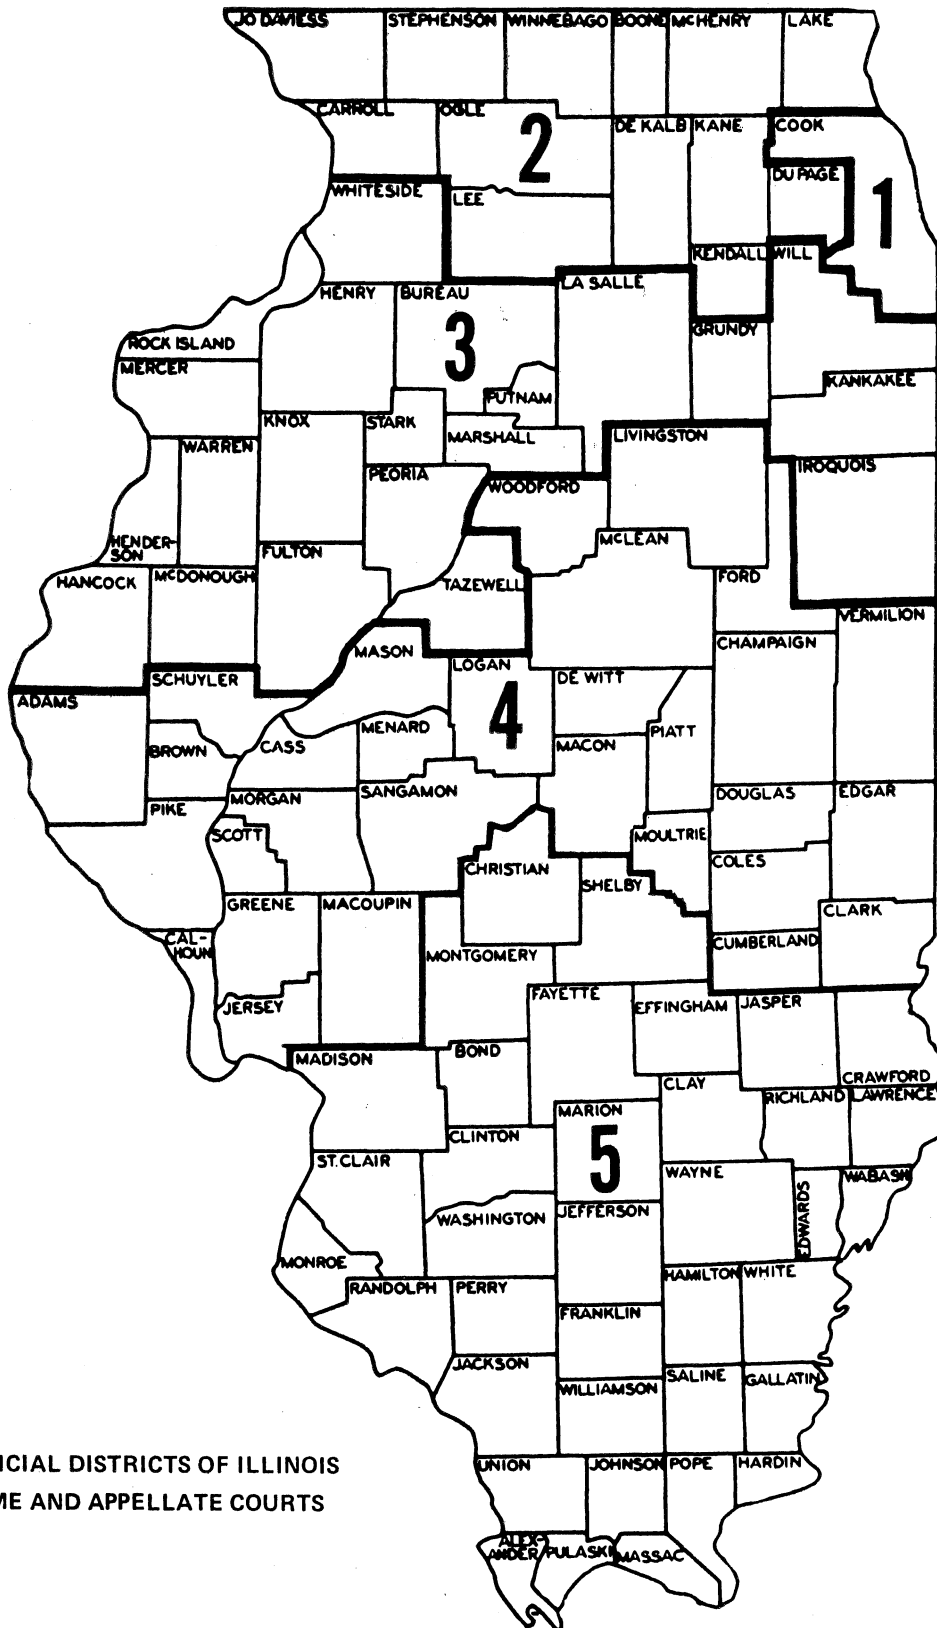 JO DAVIESS STEPHENSON WINNEBAGO BOONE McHENRY LAKE
CARROLL OGLE DE KALB KANE COOK
2
DU PAGE
WHITESIDE LEE
1
KENDALL WILL
HENRY BUREAU LA SALLE
GRUNDY
ROCK ISLAND
3
MERCER
KANKAKEE
PUTNAM
KNOX STARK
MARSHALL LIVINGSTON
WARREN
PEORIA IROQUOIS
WOODFORD
HENDER-
SON
McLEAN
FULTON
HANCOCK McDONOUGH TAZEWELL FORD
VERMILION
MASON CHAMPAIGN
LOGAN
SCHUYLER DE WITT
ADAMS
4
MENARD PIATT
BROWN CASS MACON
SANGAMON DOUGLAS EDGAR
PIKE MORGAN
SCOTT MOULTRIE
CHRISTIAN COLES
SHELBY
GREENE MACOUPIN CLARK
CAL-
HOUN
MONTGOMERY CUMBERLAND
FAYETTE
JERSEY EFFINGHAM JASPER
MADISON BOND
CLAY CRAWFORD
RICHLAND LAWRENCE
MARION
CLINTON
5
ST. CLAIR WAYNE WABASH
EDWARDS
WASHINGTON JEFFERSON
MONROE
HAMILTON WHITE
RANDOLPH PERRY
FRANKLIN
JACKSON
SALINE GALLATIN
WILLIAMSON
ICIAL DISTRICTS OF ILLINOIS
UNION JOHNSON POPE HARDIN
ME AND APPELLATE COURTS
ALEX-
ANDER PULASKI MASSAC